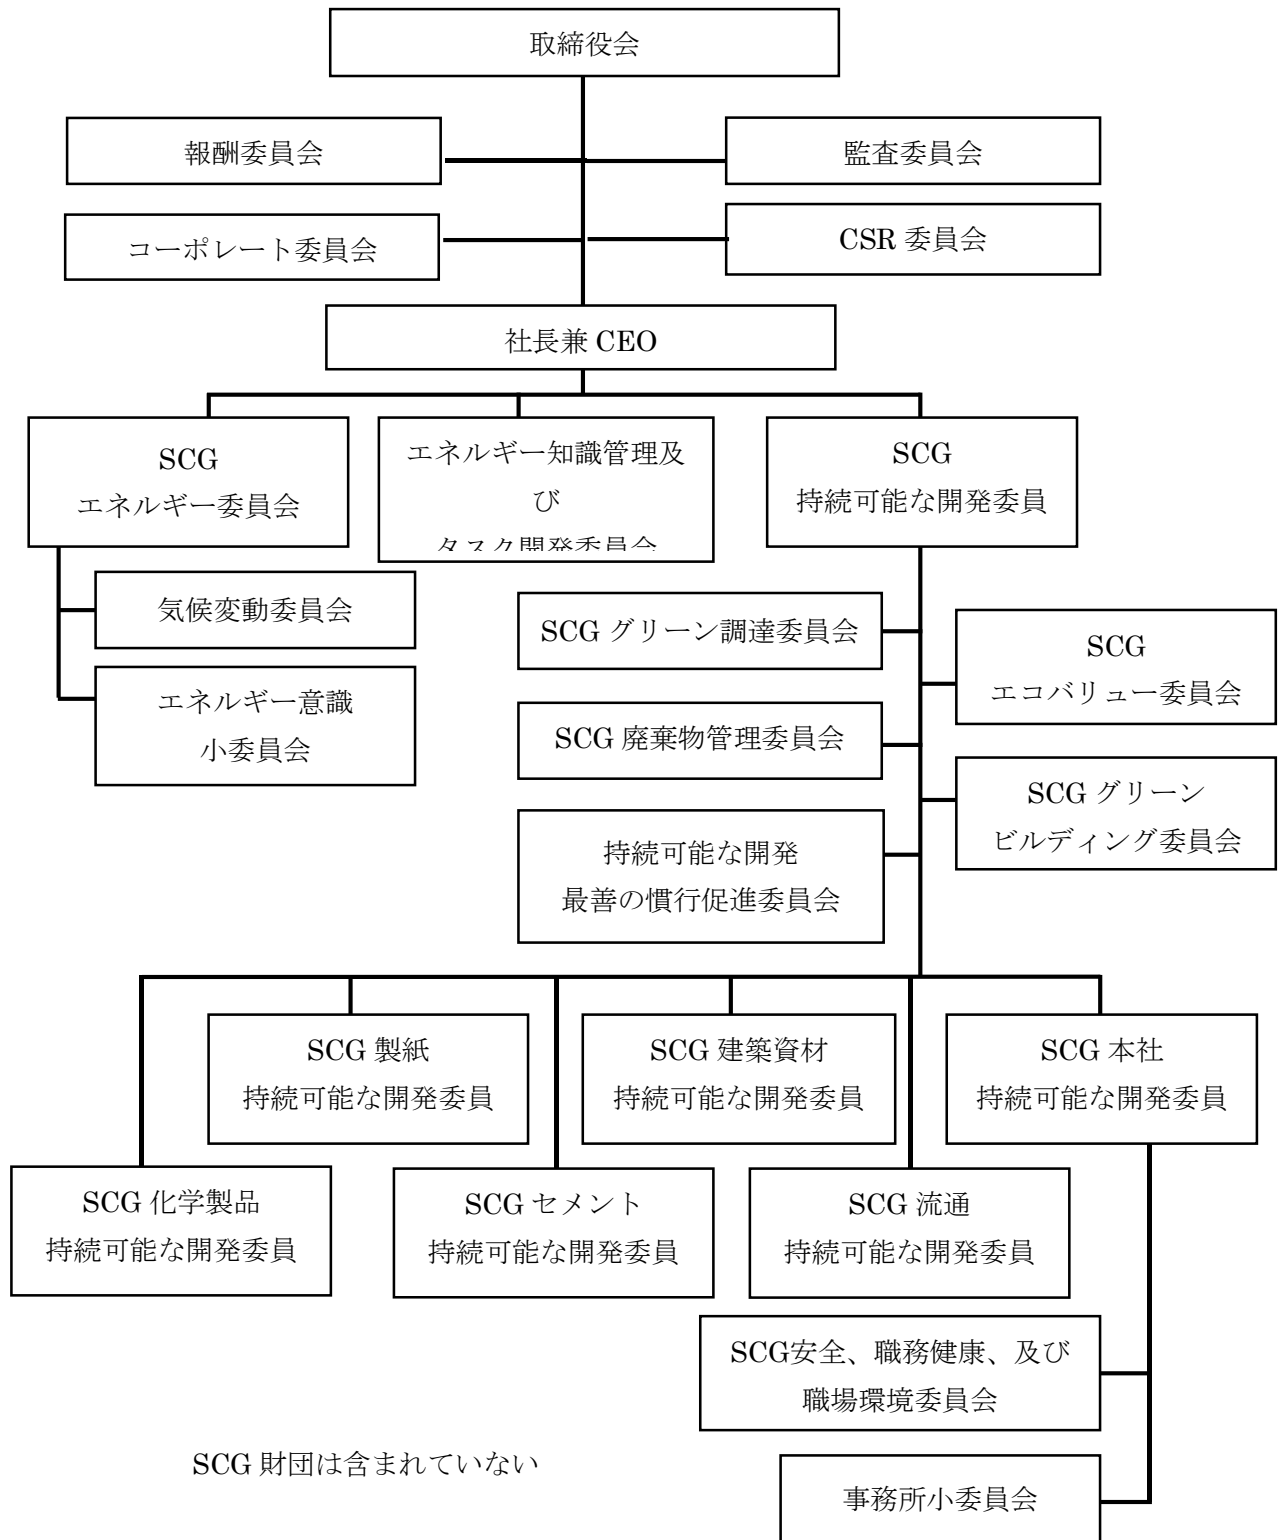 取締役会
報酬委員会
監査委員会
コーポレート委員会
CSR 委員会
社長兼 CEO
SCG
エネルギー委員会
エネルギー知識管理及
び
タスク開発委員会
SCG
持続可能な開発委員
気候変動委員会
エネルギー意識
小委員会
SCG グリーン調達委員会
SCG
エコバリュー委員会
SCG 廃棄物管理委員会
SCG グリーン
ビルディング委員会
持続可能な開発
最善の慣行促進委員会
SCG 製紙
持続可能な開発委員
SCG 建築資材
持続可能な開発委員
SCG 本社
持続可能な開発委員
SCG 化学製品
持続可能な開発委員
SCG セメント
持続可能な開発委員
SCG 流通
持続可能な開発委員
SCG安全、職務健康、及び
職場環境委員会
SCG 財団は含まれていない
事務所小委員会